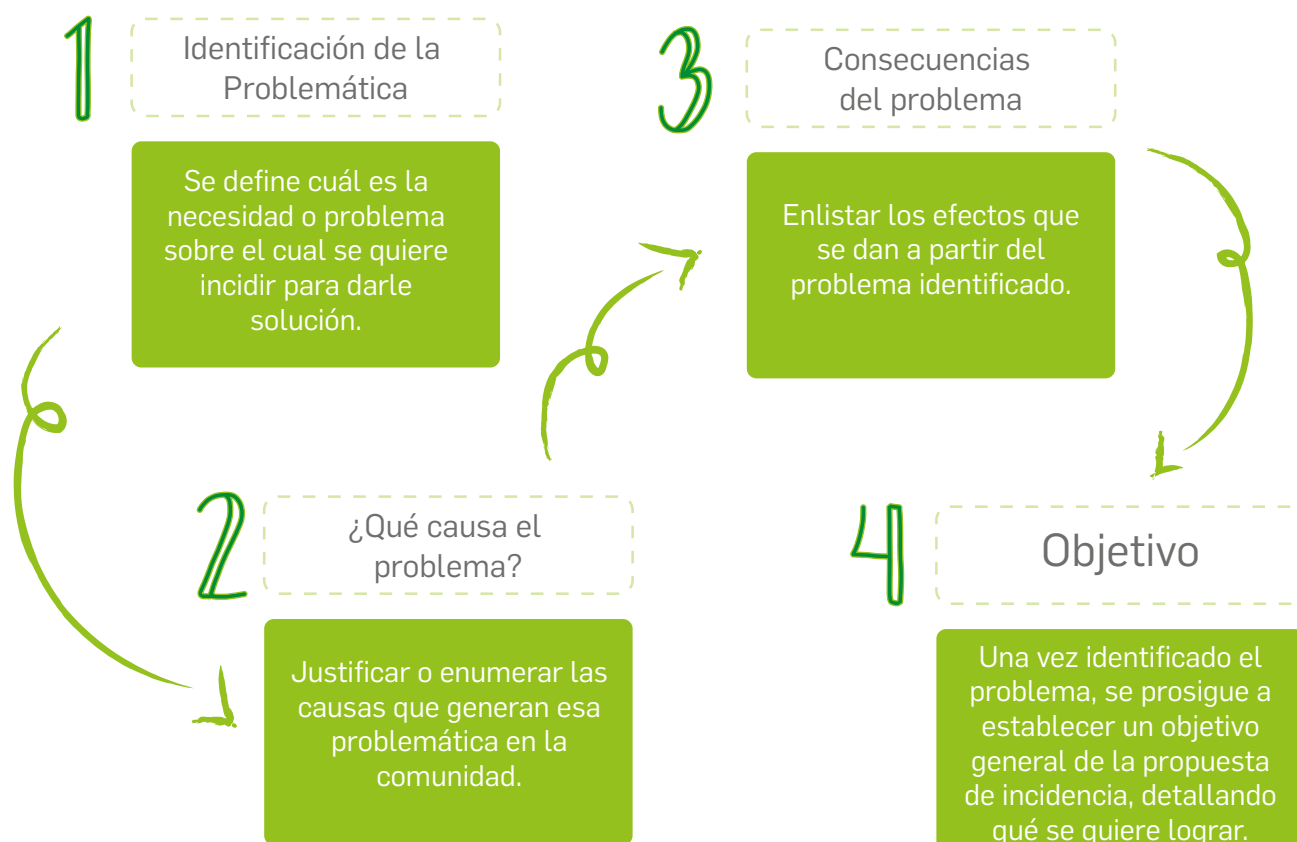 1
Identificación de la
Problemática
Se define cuál es la
necesidad o problema
sobre el cual se quiere
incidir para darle
solución.
2
¿Qué causa el
problema?
Justificar o enumerar las
causas que generan esa
problemática en la
comunidad.
3
Consecuencias
del problema
Enlistar los efectos que
se dan a partir del
problema identificado.
4
Objetivo
Una vez identificado el
problema, se prosigue a
establecer un objetivo
general de la propuesta
de incidencia, detallando
qué se quiere lograr.